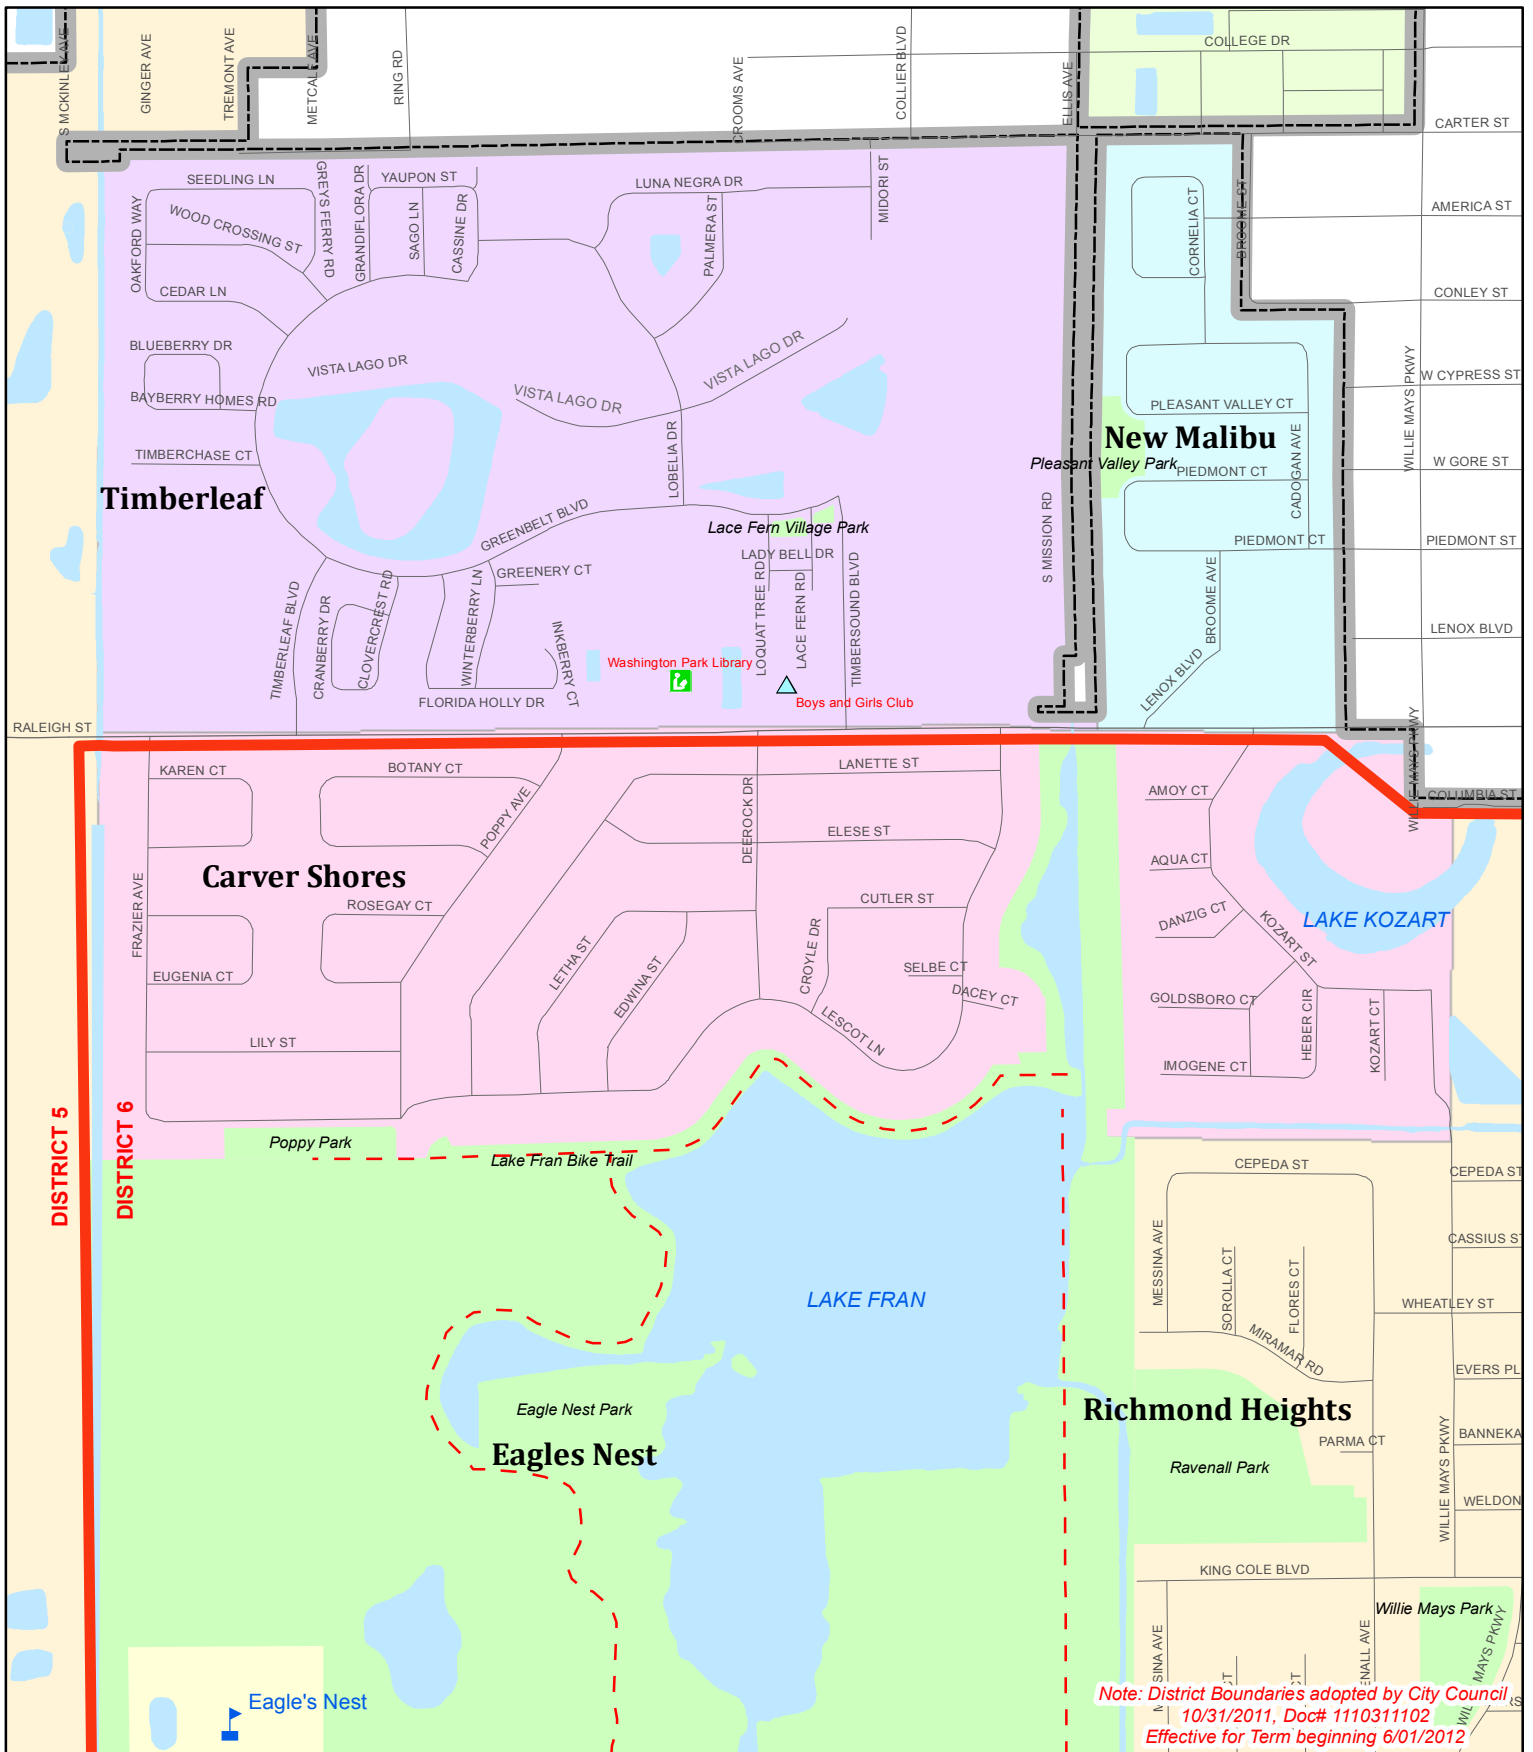 S MCKINLEY AVE
GINGER AVE
TREMONT AVE
METCALF AVE
RING RD
CROOMS AVE
COLLIER BLVD
ELLIS AVE
COLLEGE DR
CARTER ST
SEEDLING LN
GREYS FERRY RD
GRANDIFLORA DR
YAUPON ST
LUNA NEGRA DR
MIDORI ST
OAKFORD WAY
WOOD CROSSING ST
SAGO LN
CASSINE DR
PALMERA ST
CORNELIA CT
BROOME CT
AMERICA ST
CEDAR LN
CONLEY ST
BLUEBERRY DR
VISTA LAGO DR
VISTA LAGO DR
VISTA LAGO DR
WILLIE MAYS PKWY
W CYPRESS ST
BAYBERRY HOMES RD
PLEASANT VALLEY CT
New Malibu
TIMBERCHASE CT
LOBELIA DR
Pleasant Valley Park
PIEDMONT CT
CADOGAN AVE
W GORE ST
Timberleaf
GREENBELT BLVD
Lace Fern Village Park
S MISSION RD
PIEDMONT CT
PIEDMONT ST
LADY BELL DR
GREENERY CT
TIMBERLEAF BLVD
CRANBERRY DR
CLOVERCREST RD
WINTERBERRY LN
INKBERRY CT
LOQUAT TREE RD
LACE FERN RD
TIMBERSOUND BLVD
BROOME AVE
LENOX BLVD
LENOX BLVD
Washington Park Library
Boys and Girls Club
FLORIDA HOLLY DR
RALEIGH ST
WILLIE MAYS PKWY
KAREN CT
BOTANY CT
LANETTE ST
AMOY CT
COLUMBIA ST
POPPY AVE
DEEROCK DR
ELESE ST
AQUA CT
Carver Shores
FRAZIER AVE
ROSEGAY CT
CUTLER ST
DANZIG CT
KOZART ST
LAKE KOZART
EUGENIA CT
LETHA ST
EDWINA ST
CROYLE DR
SELBE CT
DACEY CT
GOLDSBORO CT
HEBER CIR
KOZART CT
LILY ST
LESCOT LN
IMOGENE CT
DISTRICT 5
DISTRICT 6
Poppy Park
Lake Fran Bike Trail
CEPEDA ST
CEPEDA ST
MESSINA AVE
SOROLLA CT
FLORES CT
CASSIUS S
LAKE FRAN
WHEATLEY ST
MIRAMAR RD
EVERS PL
Eagle Nest Park
Richmond Heights
Eagles Nest
PARMA CT
WILLIE MAYS PKWY
BANNEKA
Ravenall Park
WELDON
KING COLE BLVD
Willie Mays Park
SINA AVE
ENALL AVE
Eagle's Nest
Note: District Boundaries adopted by City Council
10/31/2011, Doc# 1110311102
Effective for Term beginning 6/01/2012